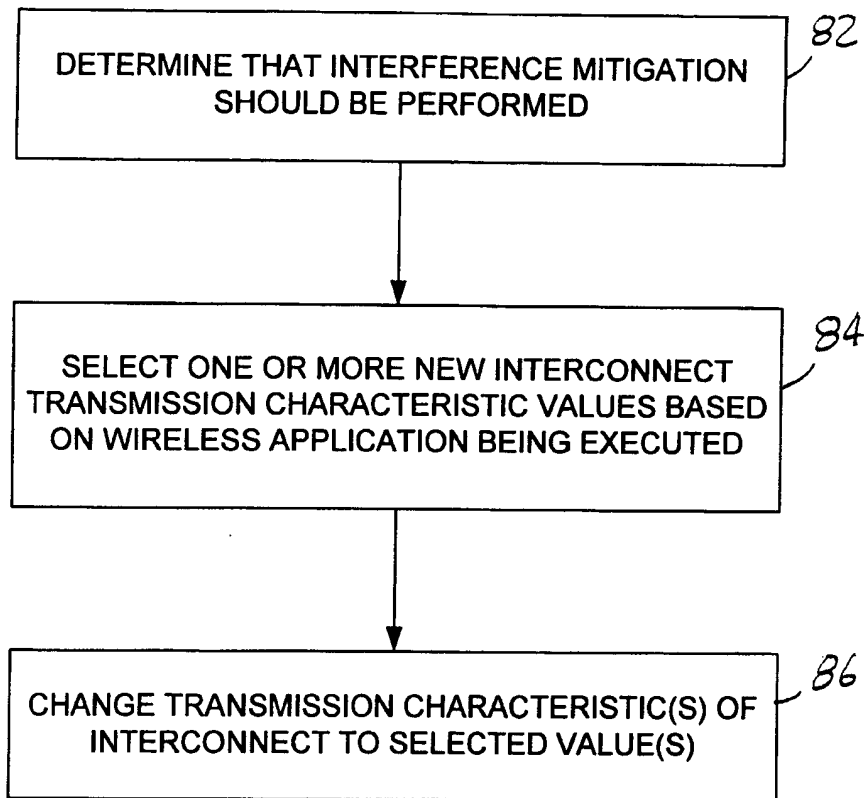 82
DETERMINE THAT INTERFERENCE MITIGATION
SHOULD BE PERFORMED
84
SELECT ONE OR MORE NEW INTERCONNECT
TRANSMISSION CHARACTERISTIC VALUES BASED
ON WIRELESS APPLICATION BEING EXECUTED
86
CHANGE TRANSMISSION CHARACTERISTIC(S) OF
INTERCONNECT TO SELECTED VALUE(S)